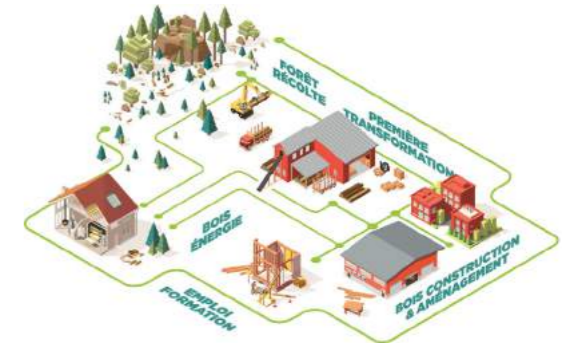 FORÊT
RÉCOLTE
PREMIÈRE
TRANSFORMATION
BOIS
ÉNERGIE
BOIS CONSTRUCTION
& AMÉNAGEMENT
EMPLOI
FORMATION